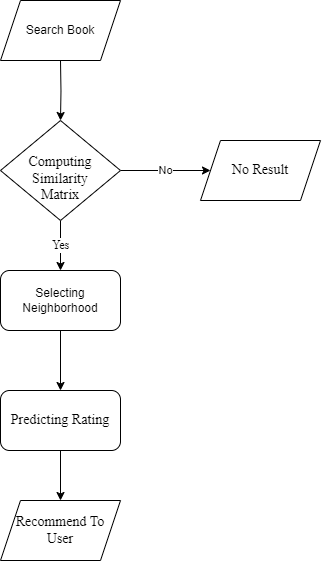 Search Book
Computing
Similarity
Matrix
No
No Result
Yes
Selecting
Neighborhood
Predicting Rating
Recommend To
User